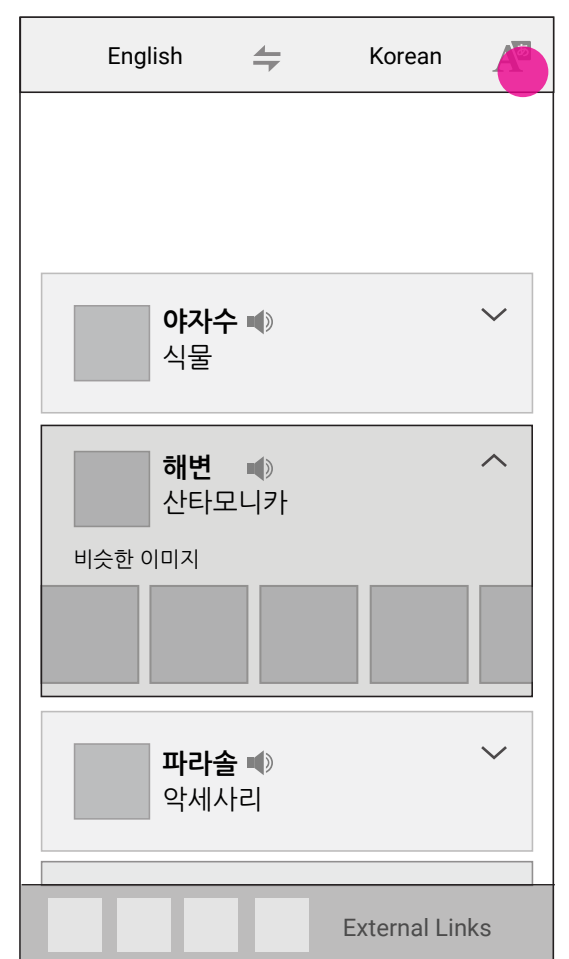 English Korean
야자수
식물
해변
산타모니카
비슷한 이미지
파라솔
악세사리
External Links